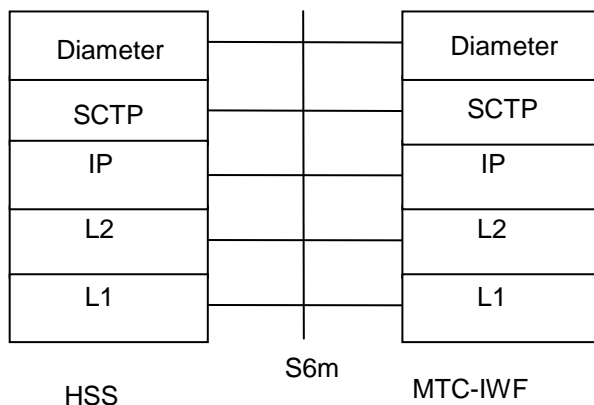 Diameter Diameter
SCTP SCTP
IP IP
L2 L2
L1 L1
S6m
HSS MTC-IWF